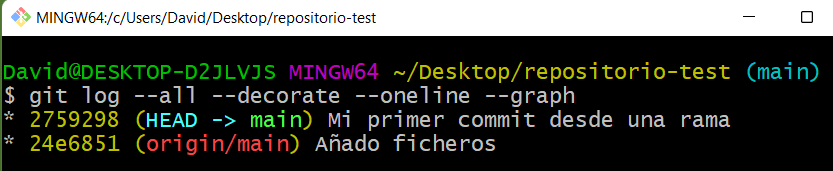 MINGW64:/c/Users/David/Desktop/repositorio-test
David@DESKTOP-D2JLVJS MINGW64 ~/Desktop/repositorio-test (main)
$ git log --all --decorate --oneline --graph
* 2759298 (HEAD -> main) Mi primer commit desde una rama
* 24e6851 (origin/main) Añado ficheros